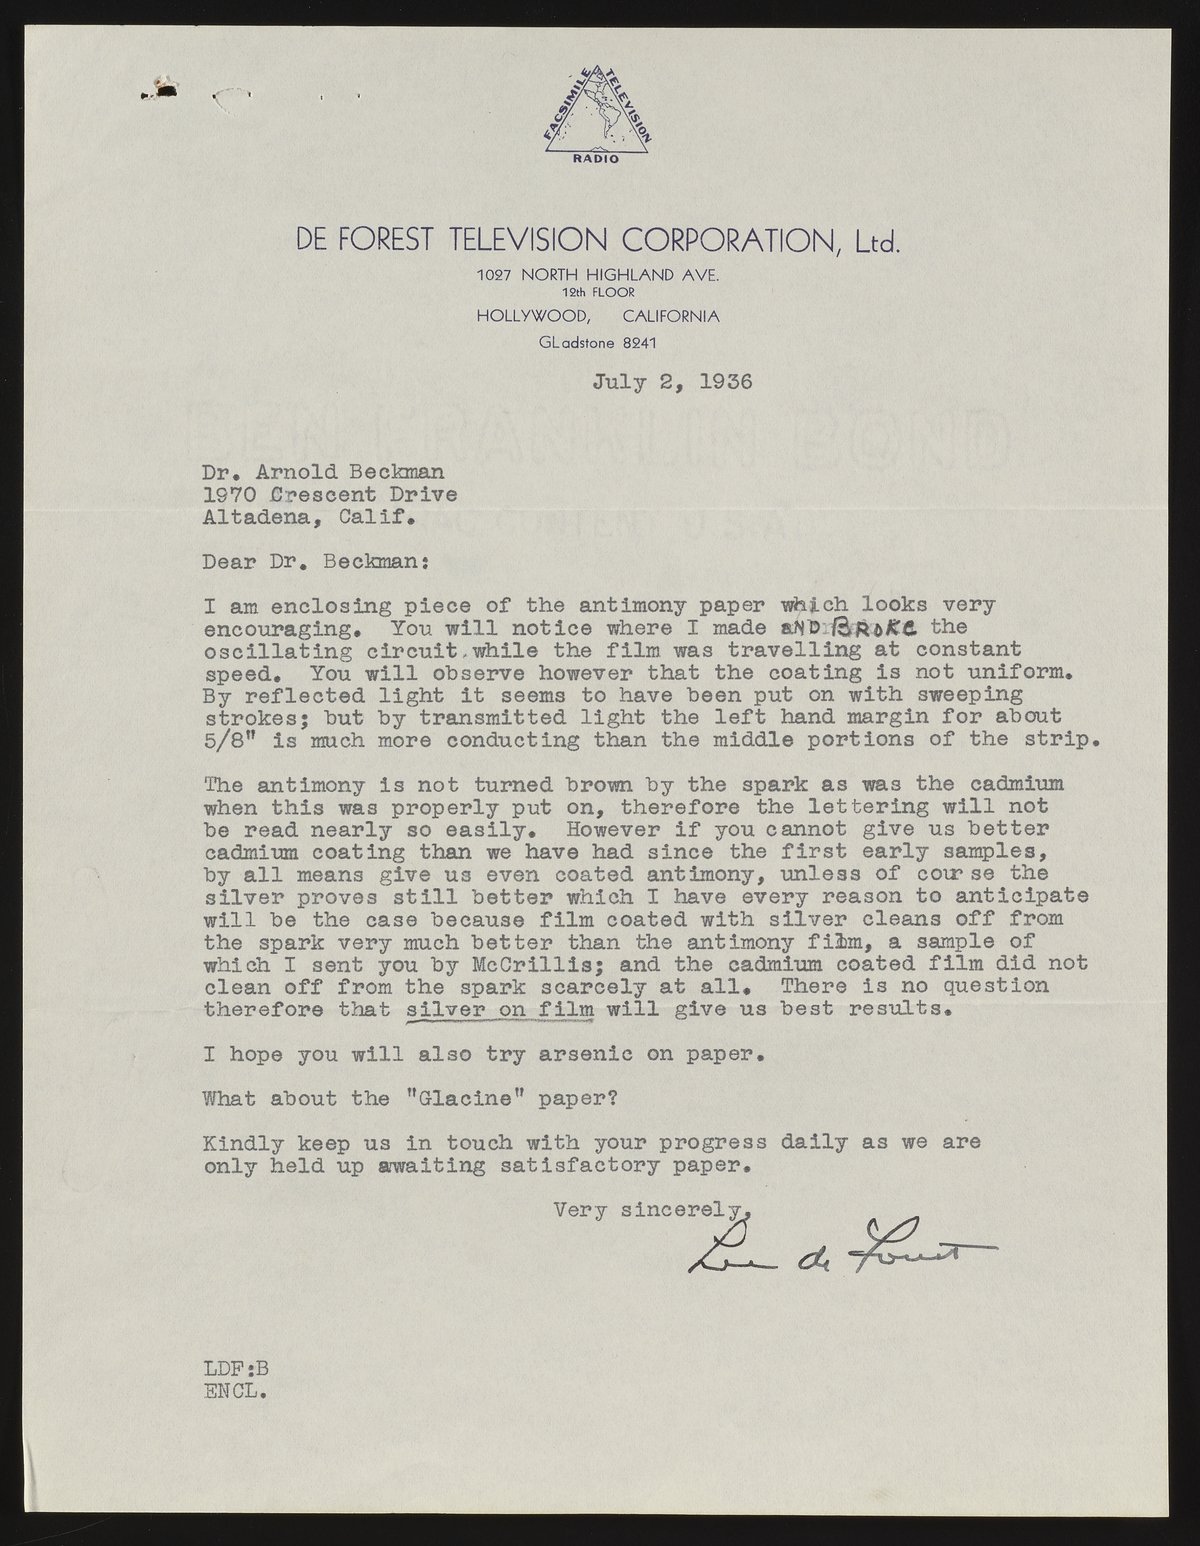 FACSIMILE TELEVISION
RADIO
DE FOREST TELEVISION CORPORATION, Ltd.
1027 NORTH HIGHLAND AVE.
12th FLOOR
HOLLYWOOD, CALIFORNIA
GLadstone 8241
July 2, 1936
BEN FRANKLIN BOND
Dr. Arnold Beckman
1970 Crescent Drive
Altadena, Calif.
Dear Dr. Beckman:
I am enclosing piece of the antimony paper which looks very
encouraging. You will notice where I made aND BROKE the
oscillating circuit.while the film was travelling at constant
speed. You will observe however that the coating is not uniform.
By reflected light it seems to have been put on with sweeping
strokes; but by transmitted light the left hand margin for about
5/8" is much more conducting than the middle portions of the strip.
The antimony is not turned brown by the spark as was the cadmium
when this was properly put on, therefore the lettering will not
be read nearly so easily. However if you cannot give us better
cadmium coating than we have had since the first early samples,
by all means give us even coated antimony, unless of cour se the
silver proves still better which I have every reason to anticipate
will be the case because film coated with silver cleans off from
the spark very much better than the antimony film, a sample of
which I sent you by McCrillis; and the cadmium coated film did not
clean off from the spark scarcely at all. There is no question
therefore that silver on film will give us best results.
I hope you will also try arsenic on paper.
What about the "Glacine" paper?
Kindly keep us in touch with your progress daily as we are
only held up awaiting satisfactory paper.
Very sincerely,
Lee de Forest
LDF:B
ENCL.